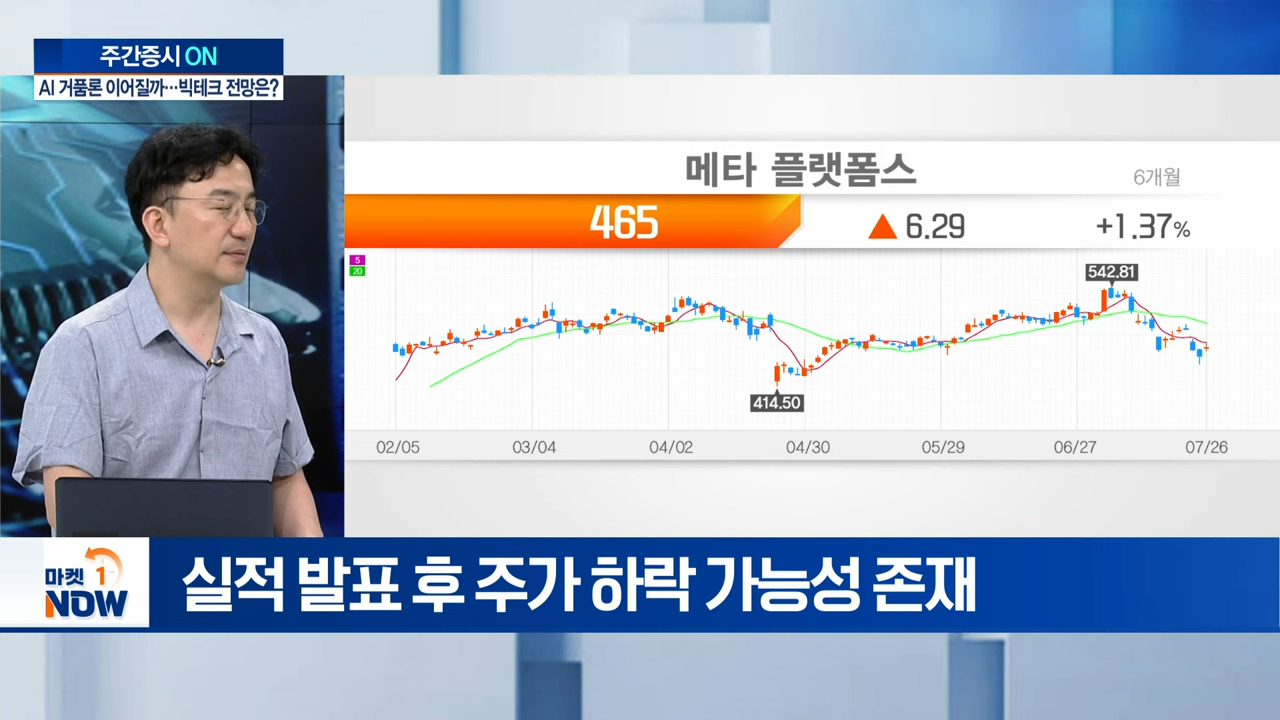 주간증시 ON
AI 거품론 이어질까…빅테크 전망은?
메타 플랫폼스
6개월
465
▲ 6.29
+1.37%
5
20
542.81
414.50
02/05
03/04
04/02
04/30
05/29
06/27
07/26
마켓 1
NOW
실적 발표 후 주가 하락 가능성 존재